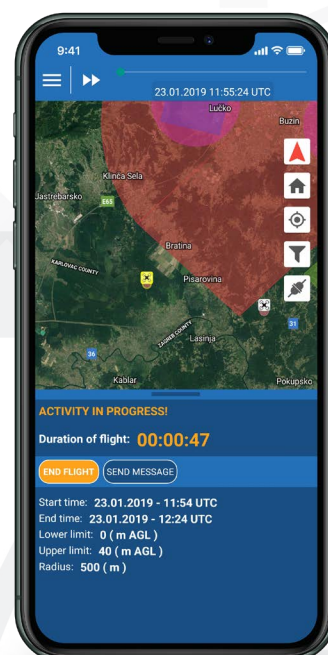 9:41
23.01.2019 11:55:24 UTC
Lučko
Buzin
Klinča Sela
Jastrebarsko
E65
Bratina
KARLOVAC COUNTY
Pisarovina
ZAGREB COUNTY
31
Lasinja
36
Kablar
Pokupsko
ACTIVITY IN PROGRESS!
Duration of flight: 00:00:47
END FLIGHT SEND MESSAGE
Start time: 23.01.2019 - 11:54 UTC
End time: 23.01.2019 - 12:24 UTC
Lower limit: 0 ( m AGL )
Upper limit: 40 ( m AGL )
Radius: 500 ( m )